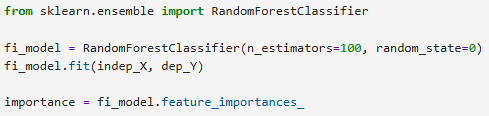 from sklearn.ensemble import RandomForestClassifier
fi_model = RandomForestClassifier(n_estimators=100, random_state=0)
fi_model.fit(indep_X, dep_Y)
importance = fi_model.feature_importances_